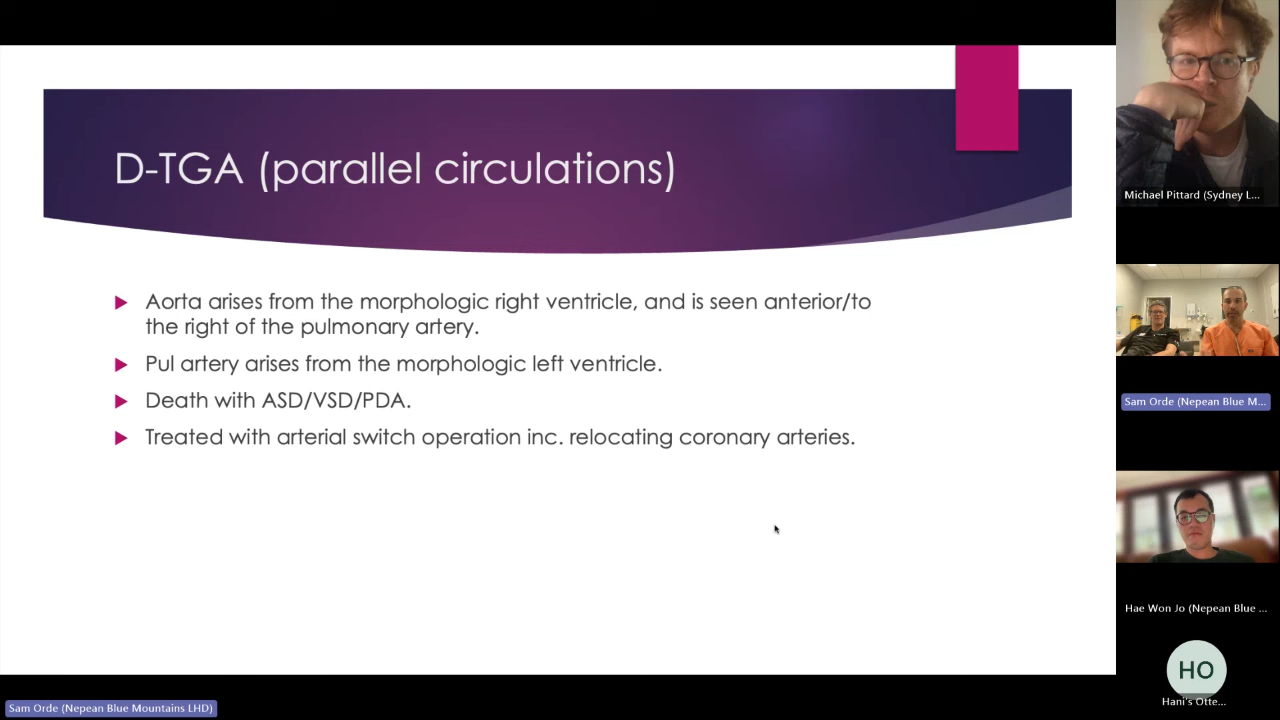 D-TGA (parallel circulations)
Aorta arises from the morphologic right ventricle, and is seen anterior/to
the right of the pulmonary artery.
Pul artery arises from the morphologic left ventricle.
Death with ASD/VSD/PDA.
Treated with arterial switch operation inc. relocating coronary arteries.
Michael Pittard (Sydney L...
Sam Orde (Nepean Blue M...
Hae Won Jo (Nepean Blue ...
HO
Hani's Otte...
Sam Orde (Nepean Blue Mountains LHD)